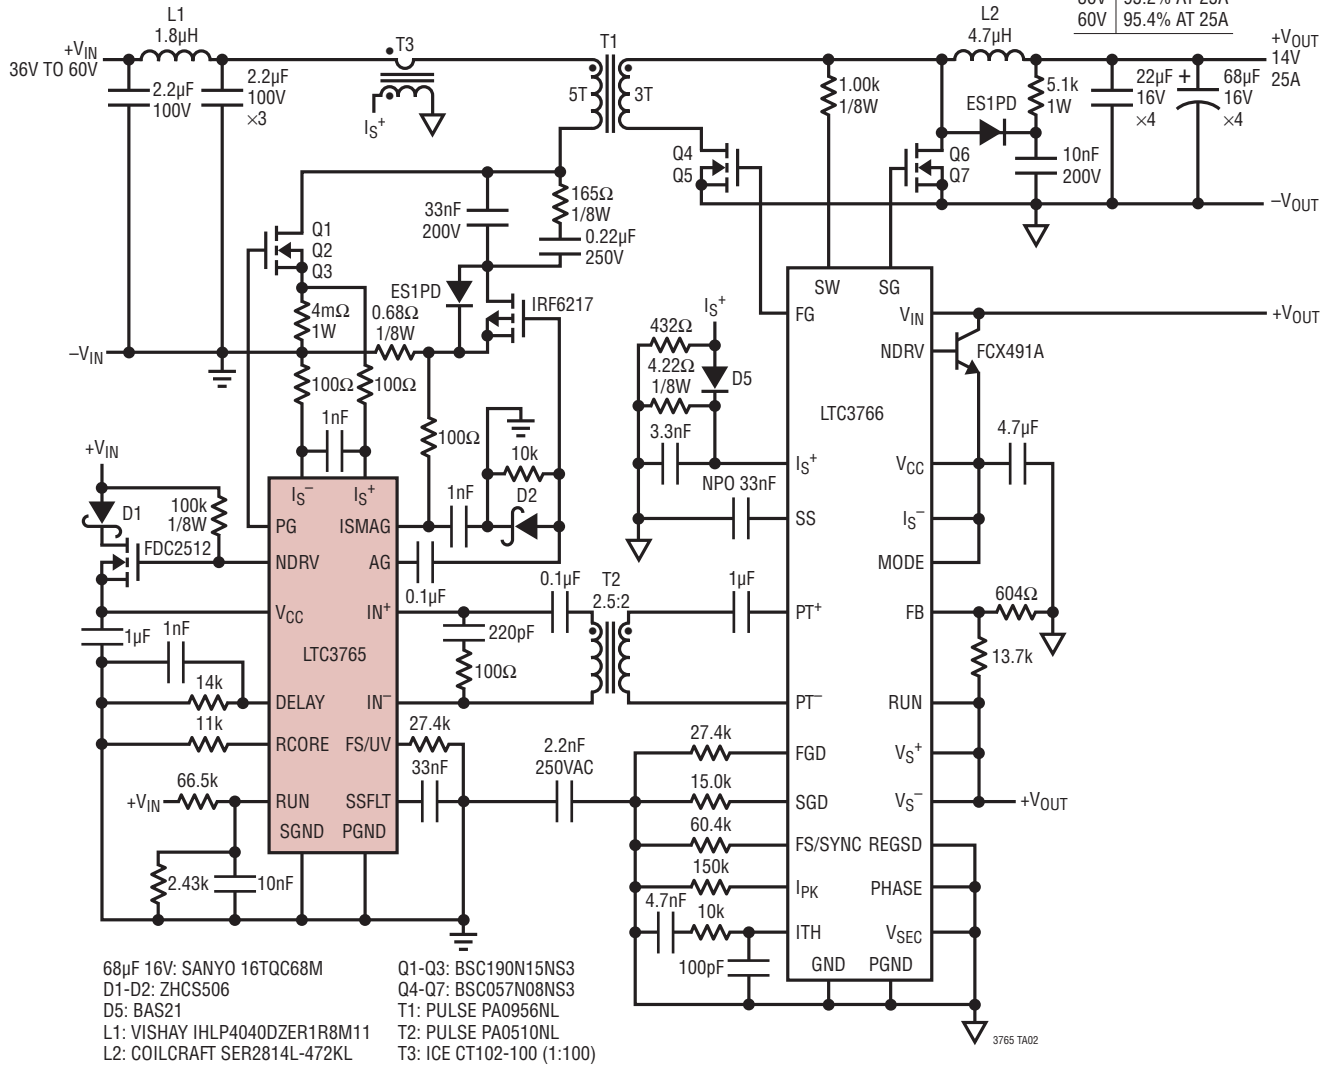 L1
1.8µH
+VIN
36V TO 60V
2.2µF
100V
2.2µF
100V
×3
T3
IS+
T1
5T
3T
L2
4.7µH
60V 95.4% AT 25A
+VOUT
14V
25A
1.00k
1/8W
ES1PD
5.1k
1W
22µF
16V
×4
+
68µF
16V
×4
Q4
Q5
Q6
Q7
10nF
200V
–VOUT
Q1
Q2
Q3
33nF
200V
165Ω
1/8W
0.22µF
250V
ES1PD
IRF6217
4mΩ
1W
0.68Ω
1/8W
–VIN
100Ω
100Ω
1nF
100Ω
10k
1nF
D2
+VIN
D1
100k
1/8W
FDC2512
IS–
IS+
PG
ISMAG
NDRV
AG
0.1µF
VCC
IN+
LTC3765
1µF
1nF
14k
DELAY
IN–
11k
RCORE
FS/UV
27.4k
33nF
66.5k
+VIN
RUN
SSFLT
SGND
PGND
2.43k
10nF
220pF
100Ω
0.1µF
T2
2.5:2
1µF
2.2nF
250VAC
IS+
432Ω
4.22Ω
1/8W
D5
3.3nF
NPO 33nF
SW
SG
FG
VIN
+VOUT
NDRV
FCX491A
LTC3766
4.7µF
IS+
VCC
SS
IS–
MODE
PT+
FB
604Ω
13.7k
PT–
RUN
27.4k
FGD
VS+
15.0k
SGD
VS–
+VOUT
60.4k
FS/SYNC
REGSD
150k
IPK
PHASE
4.7nF
10k
ITH
VSEC
100pF
GND
PGND
68µF 16V: SANYO 16TQC68M
D1-D2: ZHCS506
D5: BAS21
L1: VISHAY IHLP4040DZER1R8M11
L2: COILCRAFT SER2814L-472KL
Q1-Q3: BSC190N15NS3
Q4-Q7: BSC057N08NS3
T1: PULSE PA0956NL
T2: PULSE PA0510NL
T3: ICE CT102-100 (1:100)
3765 TA02